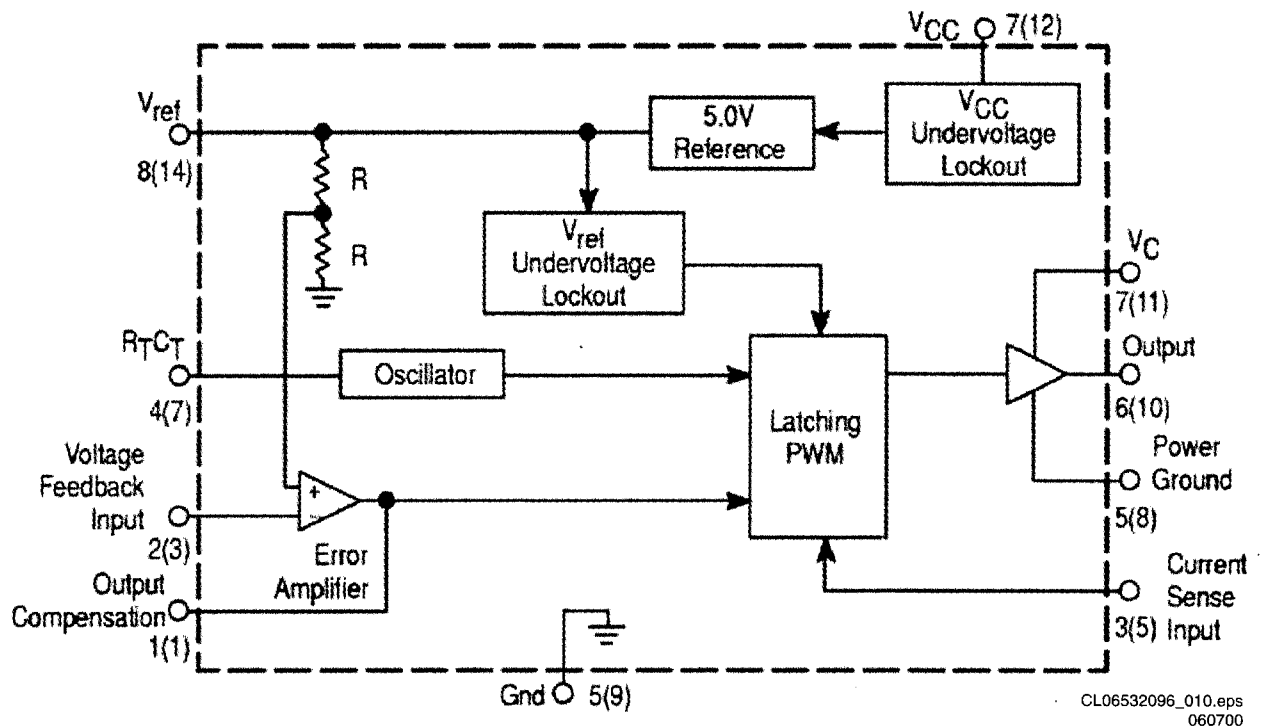 VCC 7(12)
Vref
8(14)
R
R
5.0V
Reference
VCC
Undervoltage
Lockout
Vref
Undervoltage
Lockout
VC
7(11)
RTCT
4(7)
Oscillator
Latching
PWM
Output
6(10)
Voltage
Feedback
Input
2(3)
+
-
Error
Amplifier
Power
Ground
5(8)
Output
Compensation
1(1)
Current
Sense
Input
3(5)
Gnd 5(9)
CL06532096_010.eps
060700